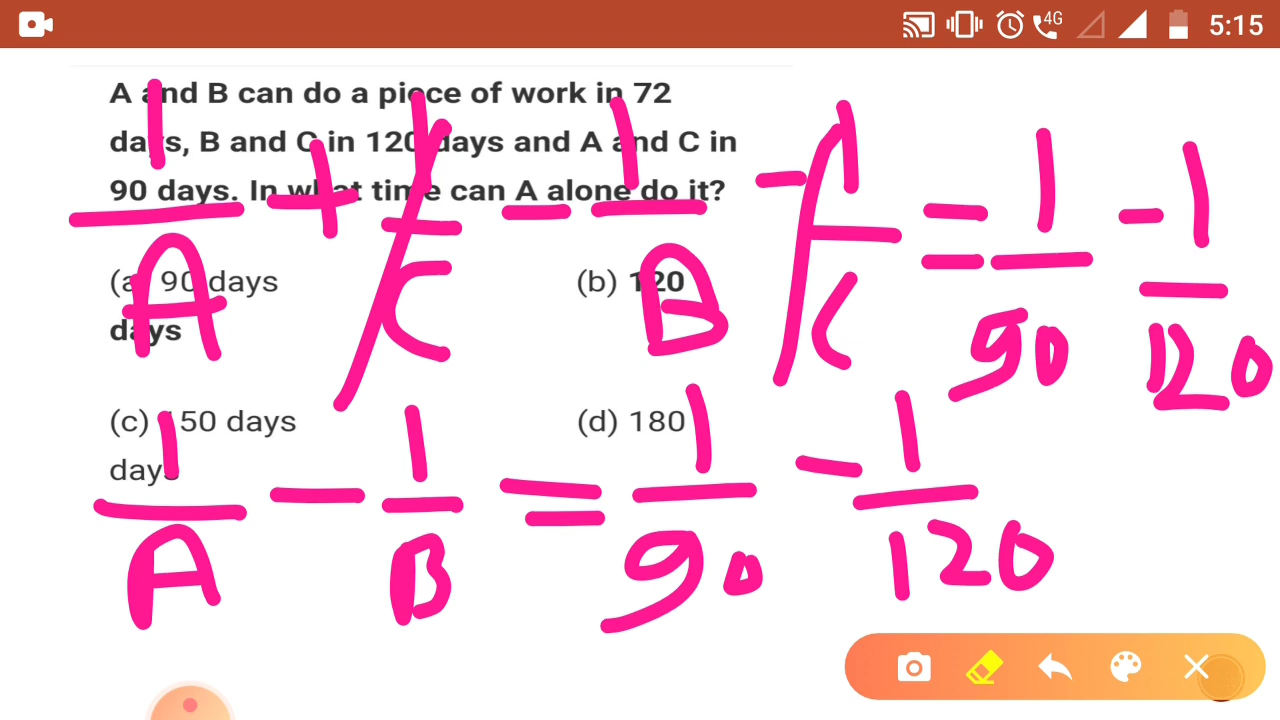 4G 5:15
A and B can do a piece of work in 72
days, B and C in 120 days and A and C in
90 days. In what time can A alone do it?
1/A + 1/C - 1/B - 1/C = 1/90 - 1/120
(a) 90 days (b) 120
days
(c) 150 days (d) 180
days
1/A - 1/B = 1/90 - 1/120